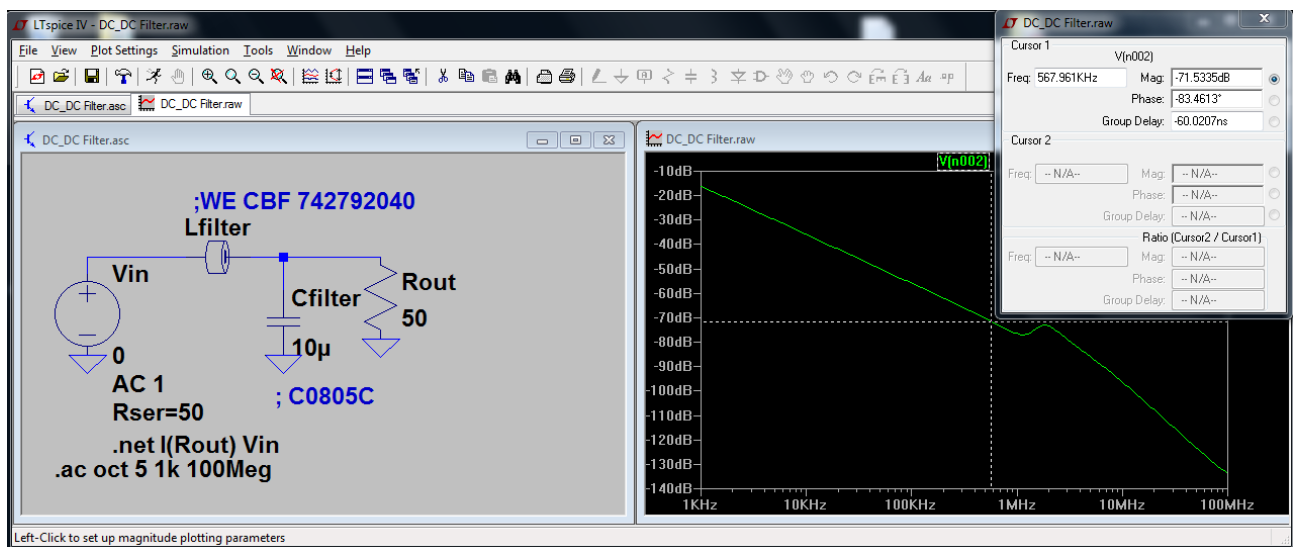 LTspice IV - DC_DC Filter.raw
File View Plot Settings Simulation Tools Window Help
DC_DC Filter.asc DC_DC Filter.raw
DC_DC Filter.asc
;WE CBF 742792040
Lfilter
Vin
Cfilter
Rout
50
10µ
0
AC 1
; C0805C
Rser=50
.net I(Rout) Vin
.ac oct 5 1k 100Meg
DC_DC Filter.raw
V(n002)
-10dB
-20dB
-30dB
-40dB
-50dB
-60dB
-70dB
-80dB
-90dB
-100dB
-110dB
-120dB
-130dB
-140dB
1KHz 10KHz 100KHz 1MHz 10MHz 100MHz
DC_DC Filter.raw
Cursor 1
V(n002)
Freq: 567.961KHz Mag: -71.5335dB
Phase: -83.4613°
Group Delay: -60.0207ns
Cursor 2
Freq: -- N/A-- Mag: -- N/A--
Phase: -- N/A--
Group Delay: -- N/A--
Ratio (Cursor2 / Cursor1)
Freq: -- N/A-- Mag: -- N/A--
Phase: -- N/A--
Group Delay: -- N/A--
Left-Click to set up magnitude plotting parameters